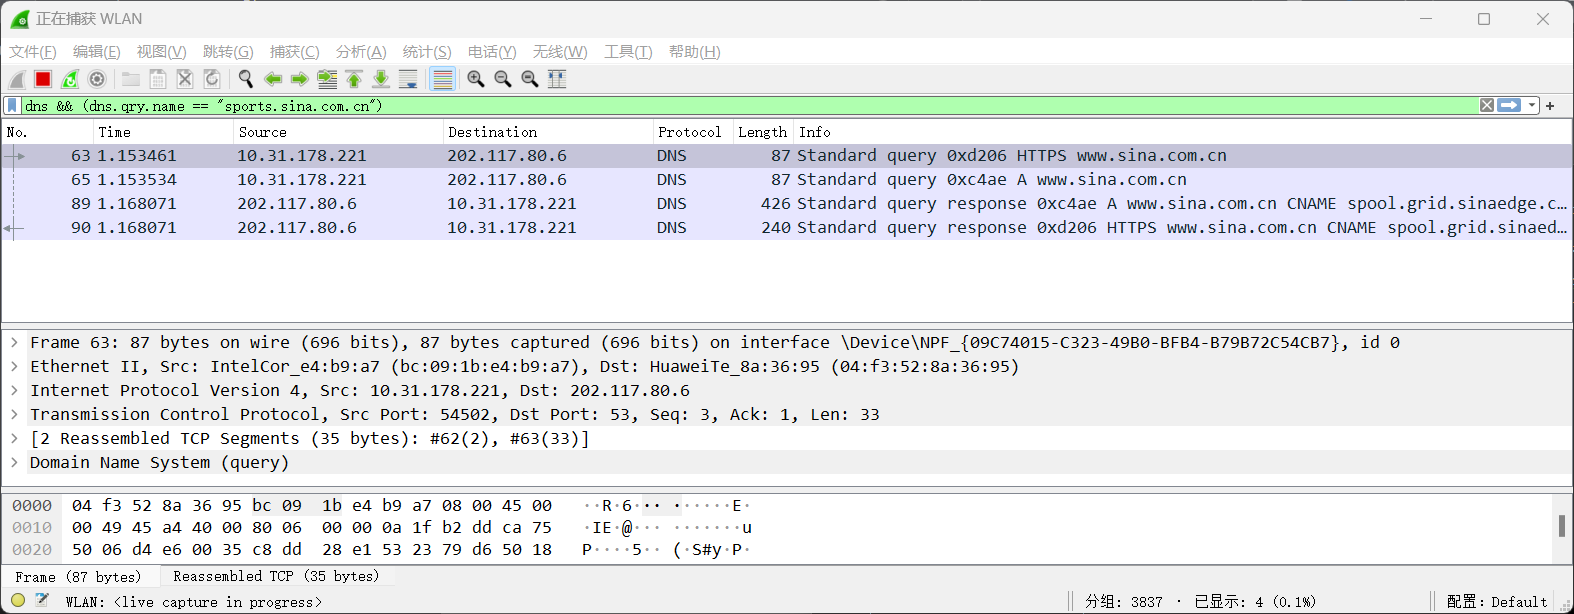 正在捕获 WLAN
文件(F) 编辑(E) 视图(V) 跳转(G) 捕获(C) 分析(A) 统计(S) 电话(Y) 无线(W) 工具(T) 帮助(H)
dns && (dns.qry.name == "sports.sina.com.cn")
No. Time Source Destination Protocol Length Info
63 1.153461 10.31.178.221 202.117.80.6 DNS 87 Standard query 0xd206 HTTPS www.sina.com.cn
65 1.153534 10.31.178.221 202.117.80.6 DNS 87 Standard query 0xc4ae A www.sina.com.cn
89 1.168071 202.117.80.6 10.31.178.221 DNS 426 Standard query response 0xc4ae A www.sina.com.cn CNAME spool.grid.sinaedge.c…
90 1.168071 202.117.80.6 10.31.178.221 DNS 240 Standard query response 0xd206 HTTPS www.sina.com.cn CNAME spool.grid.sinaed…
Frame 63: 87 bytes on wire (696 bits), 87 bytes captured (696 bits) on interface \Device\NPF_{09C74015-C323-49B0-BFB4-B79B72C54CB7}, id 0
Ethernet II, Src: IntelCor_e4:b9:a7 (bc:09:1b:e4:b9:a7), Dst: HuaweiTe_8a:36:95 (04:f3:52:8a:36:95)
Internet Protocol Version 4, Src: 10.31.178.221, Dst: 202.117.80.6
Transmission Control Protocol, Src Port: 54502, Dst Port: 53, Seq: 3, Ack: 1, Len: 33
[2 Reassembled TCP Segments (35 bytes): #62(2), #63(33)]
Domain Name System (query)
0000 04 f3 52 8a 36 95 bc 09 1b e4 b9 a7 08 00 45 00 ··R·6··· ······E·
0010 00 49 45 a4 40 00 80 06 00 00 0a 1f b2 dd ca 75 ·IE·@··· ·······u
0020 50 06 d4 e6 00 35 c8 dd 28 e1 53 23 79 d6 50 18 P····5·· (·S#y·P·
Frame (87 bytes) Reassembled TCP (35 bytes)
WLAN: <live capture in progress> 分组: 3837 · 已显示: 4 (0.1%) 配置: Default